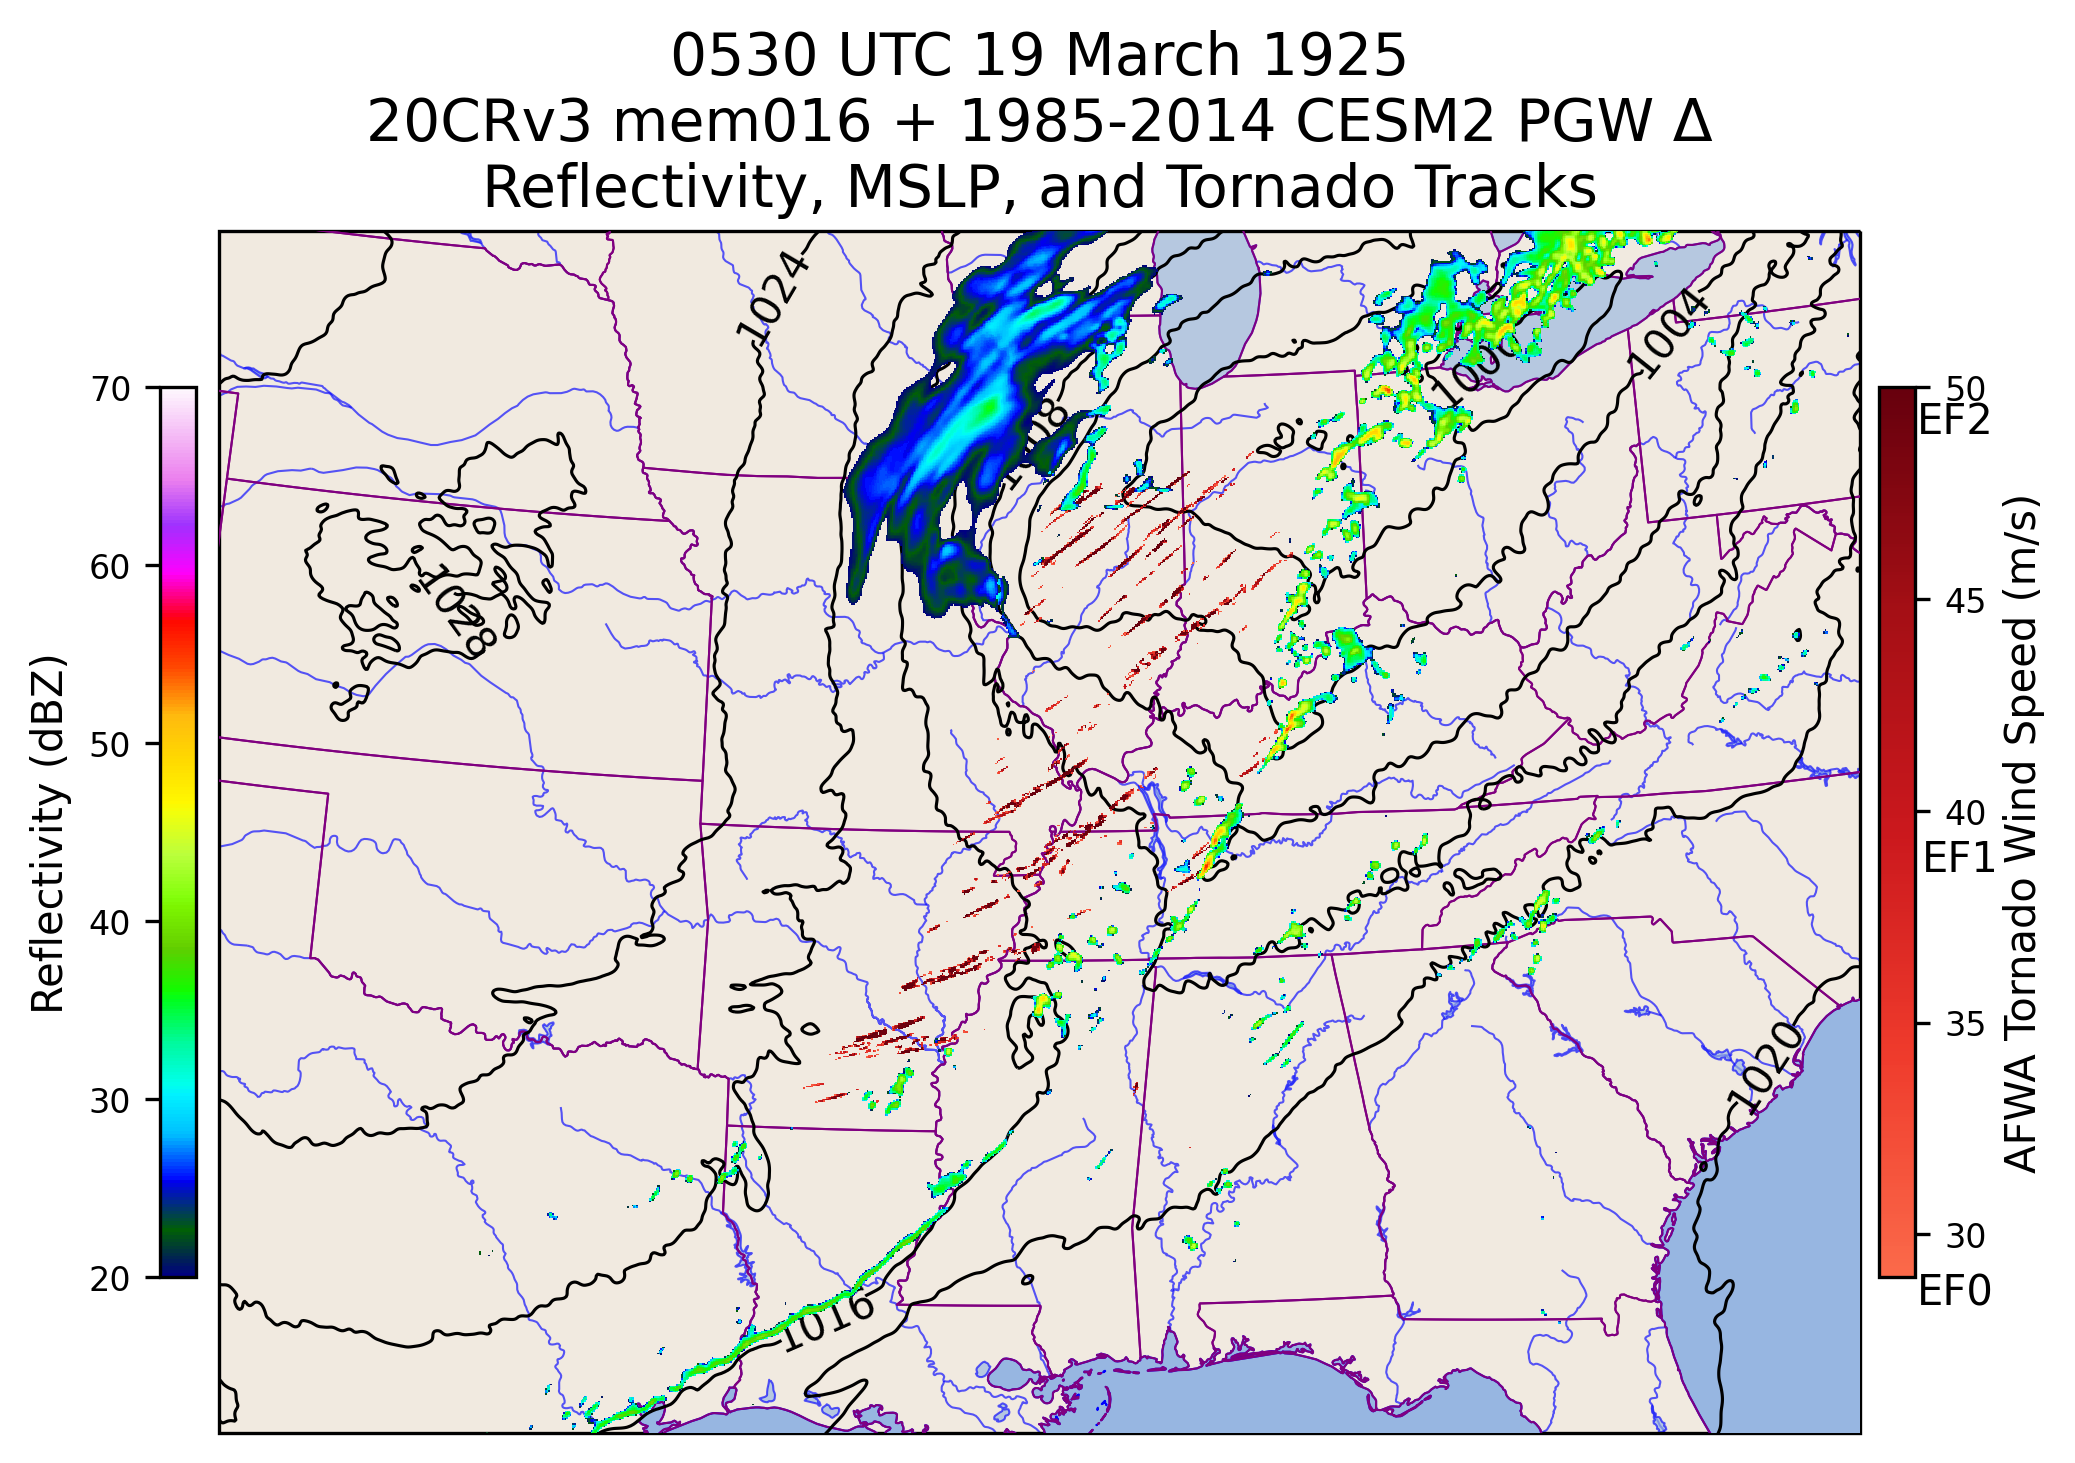 0530 UTC 19 March 1925
20CRv3 mem016 + 1985-2014 CESM2 PGW Δ
Reflectivity, MSLP, and Tornado Tracks
Reflectivity (dBZ)
70
60
50
40
30
20
1024
1028
1008
1000
1004
1008
1020
1016
50
EF2
45
40
EF1
35
30
EF0
AFWA Tornado Wind Speed (m/s)